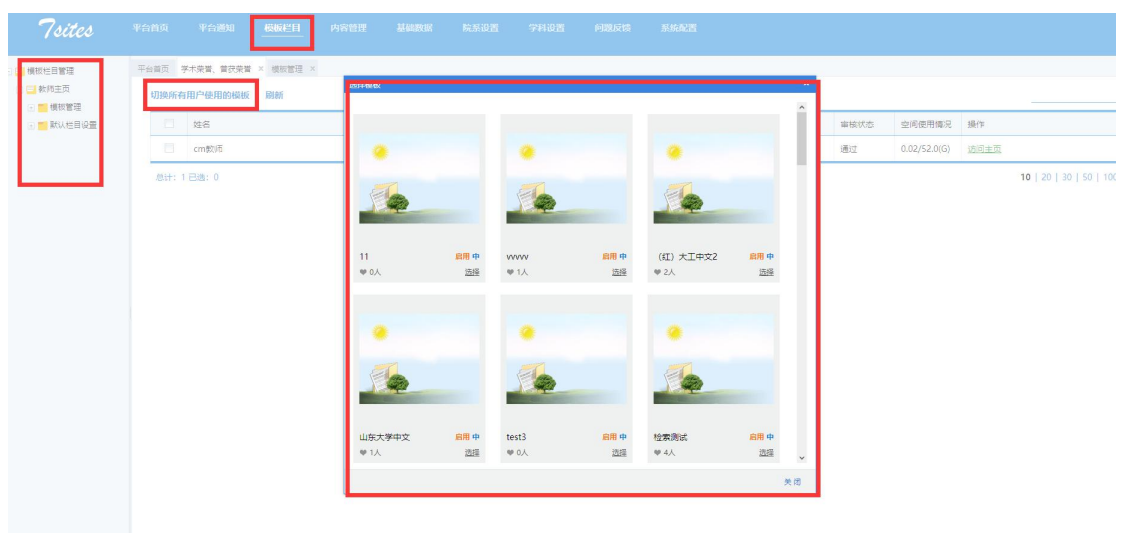 Tsites 平台首页 平台通知 模板栏目 内容管理 基础数据 院系设置 学科设置 问题反馈 系统配置
模板栏目管理
教师主页
模板管理
默认栏目设置
平台首页 学术荣誉、曾获荣誉 × 模板管理 ×
切换所有用户使用的模板 刷新
姓名 审核状态 空间使用情况 操作
cm教师 通过 0.02/52.0(G) 访问主页
总计: 1 已选: 0 10 | 20 | 30 | 50 | 100
选择模板
11 启用 中
0人 选择
vvvvv 启用 中
1人 选择
（红）大工中文2 启用 中
2人 选择
山东大学中文 启用 中
1人 选择
test3 启用 中
0人 选择
检索测试 启用 中
4人 选择
关闭